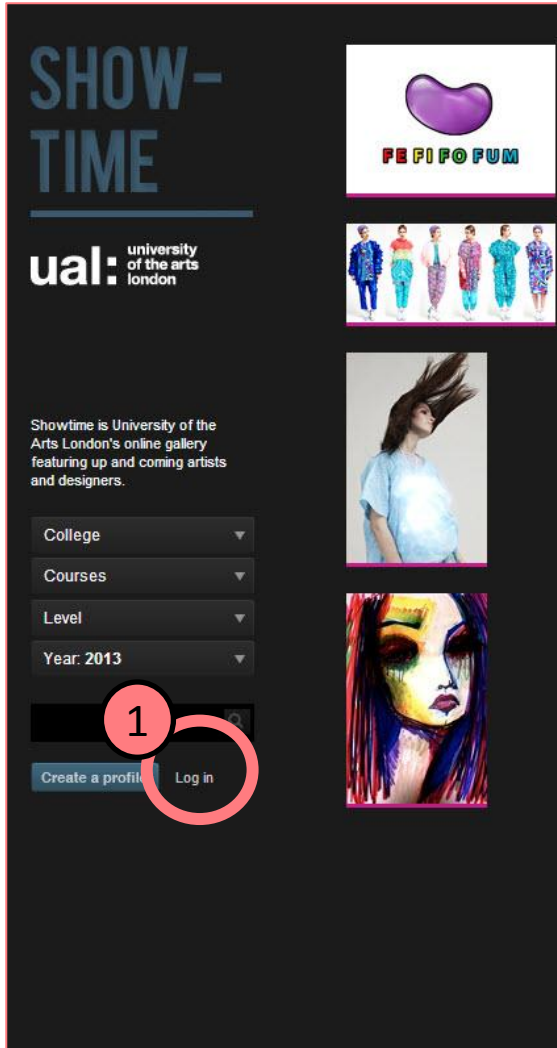 SHOW-
TIME
ual: university
of the arts
london
Showtime is University of the
Arts London's online gallery
featuring up and coming artists
and designers.
College
Courses
Level
Year: 2013
1
Create a profile
Log in
FE FI FO FUM